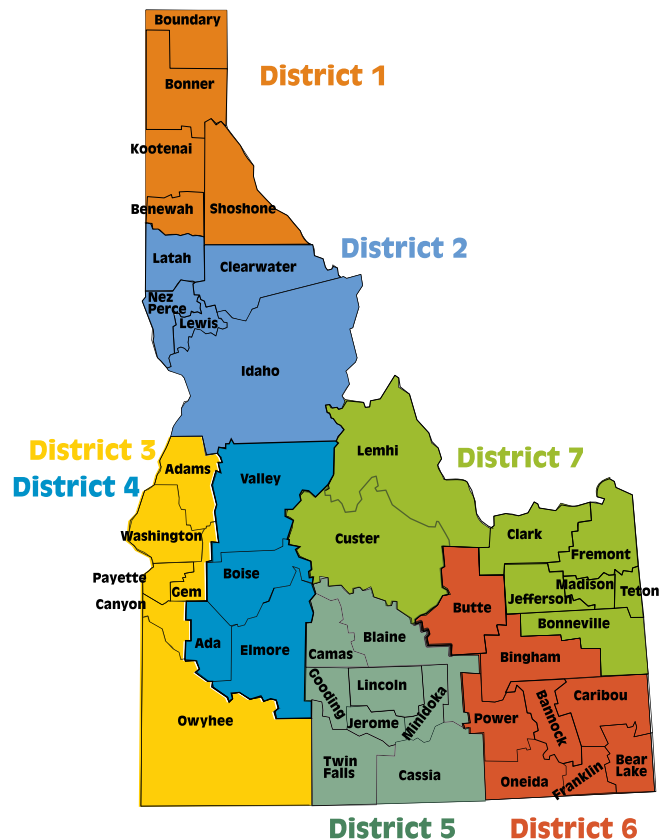 Boundary
District 1
Bonner
Kootenai
Benewah
Shoshone
District 2
Latah
Clearwater
Nez
Perce
Lewis
Idaho
District 3
District 4
Adams
Valley
Lemhi
District 7
Washington
Custer
Clark
Fremont
Payette
Canyon
Gem
Boise
Butte
Jefferson
Madison
Teton
Bonneville
Ada
Elmore
Camas
Blaine
Bingham
Owyhee
Gooding
Lincoln
Jerome
Minidoka
Power
Bannock
Caribou
Twin
Falls
Cassia
Oneida
Franklin
Bear
Lake
District 5
District 6